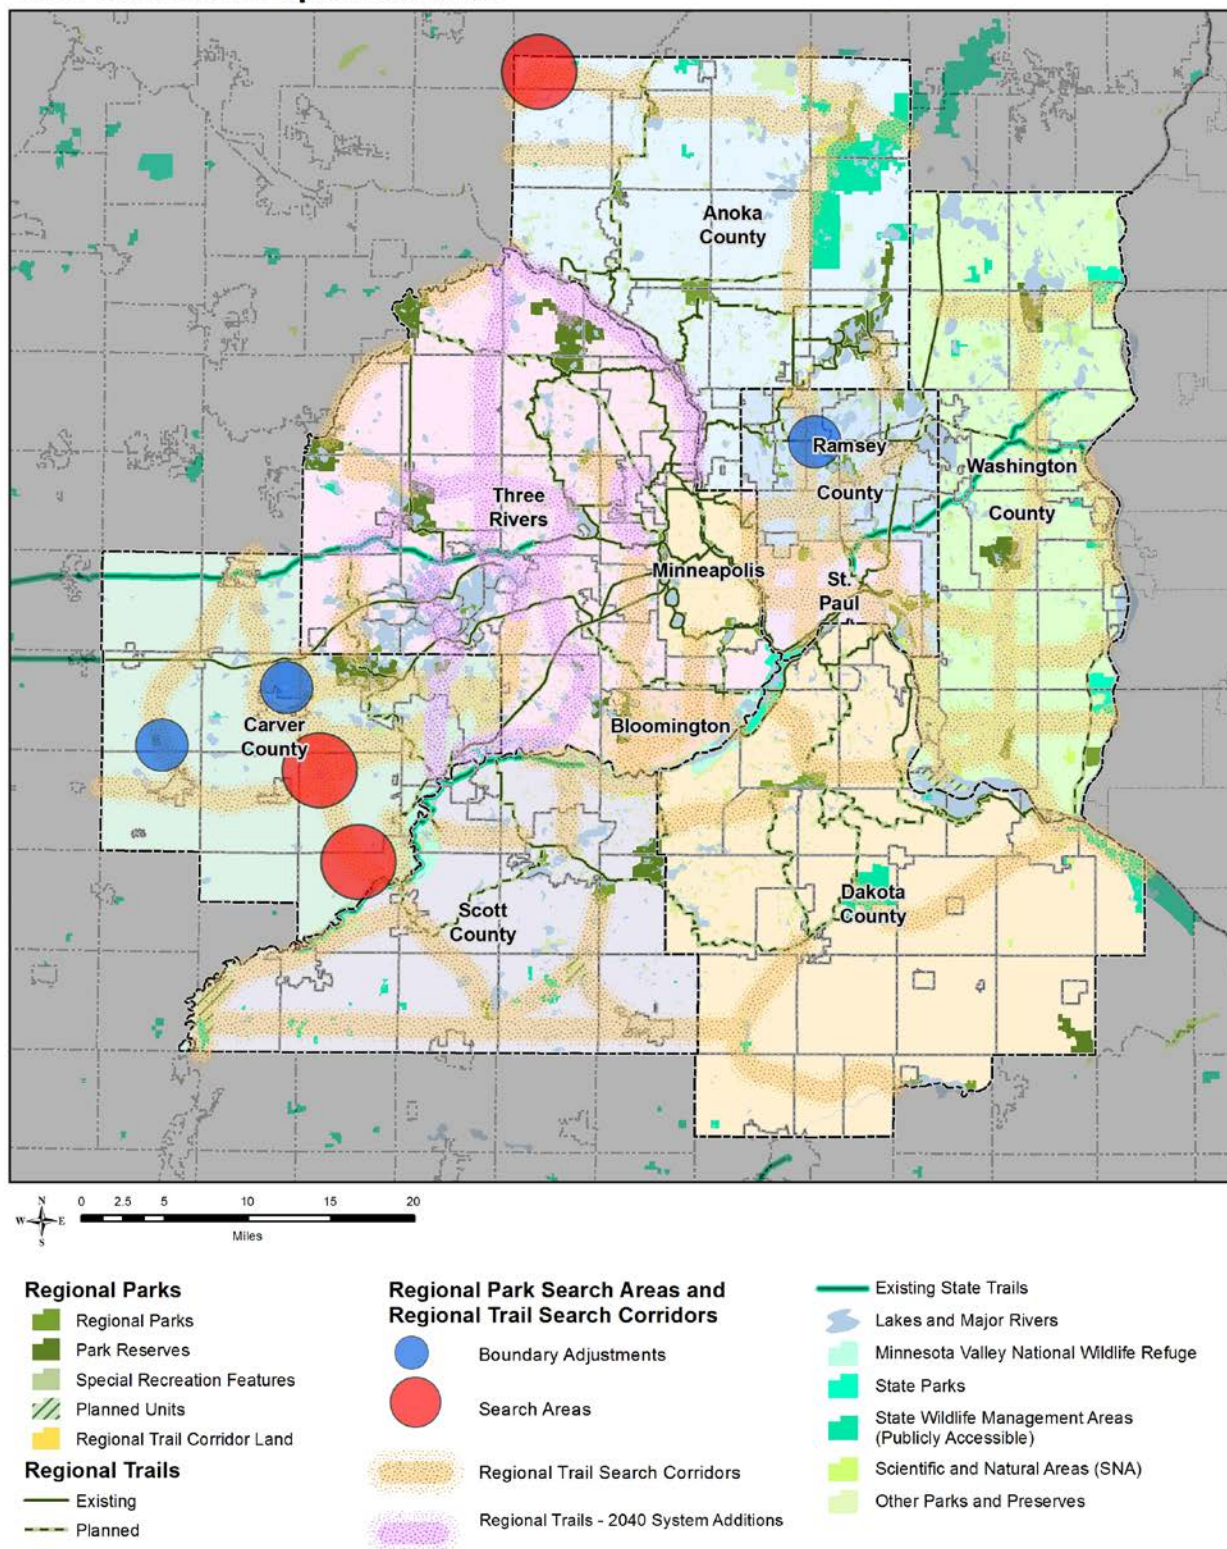 Anoka
County
Ramsey
County
Washington
County
Three
Rivers
Minneapolis
St.
Paul
Bloomington
Carver
County
Scott
County
Dakota
County
N
W E
S
0 2.5 5 10 15 20
Miles
Regional Parks
Regional Parks
Park Reserves
Special Recreation Features
Planned Units
Regional Trail Corridor Land
Regional Trails
Existing
Planned
Regional Park Search Areas and
Regional Trail Search Corridors
Boundary Adjustments
Search Areas
Regional Trail Search Corridors
Regional Trails - 2040 System Additions
Existing State Trails
Lakes and Major Rivers
Minnesota Valley National Wildlife Refuge
State Parks
State Wildlife Management Areas
(Publicly Accessible)
Scientific and Natural Areas (SNA)
Other Parks and Preserves